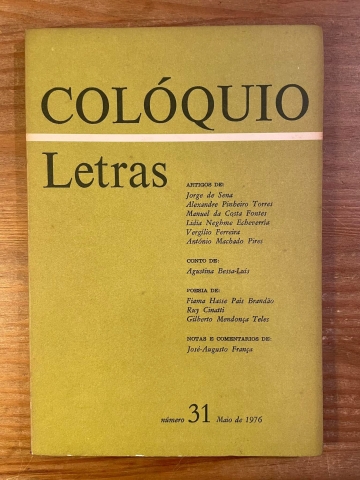 COLÓQUIO
Letras
ARTIGOS DE:
Jorge de Sena
Alexandre Pinheiro Torres
Manuel da Costa Fontes
Lidia Neghme Echeverría
Vergílio Ferreira
António Machado Pires
CONTO DE:
Agustina Bessa-Luís
POESIA DE:
Fiama Hasse Pais Brandão
Ruy Cinatti
Gilberto Mendonça Teles
NOTAS E COMENTÁRIOS DE:
José-Augusto França
número 31 Maio de 1976